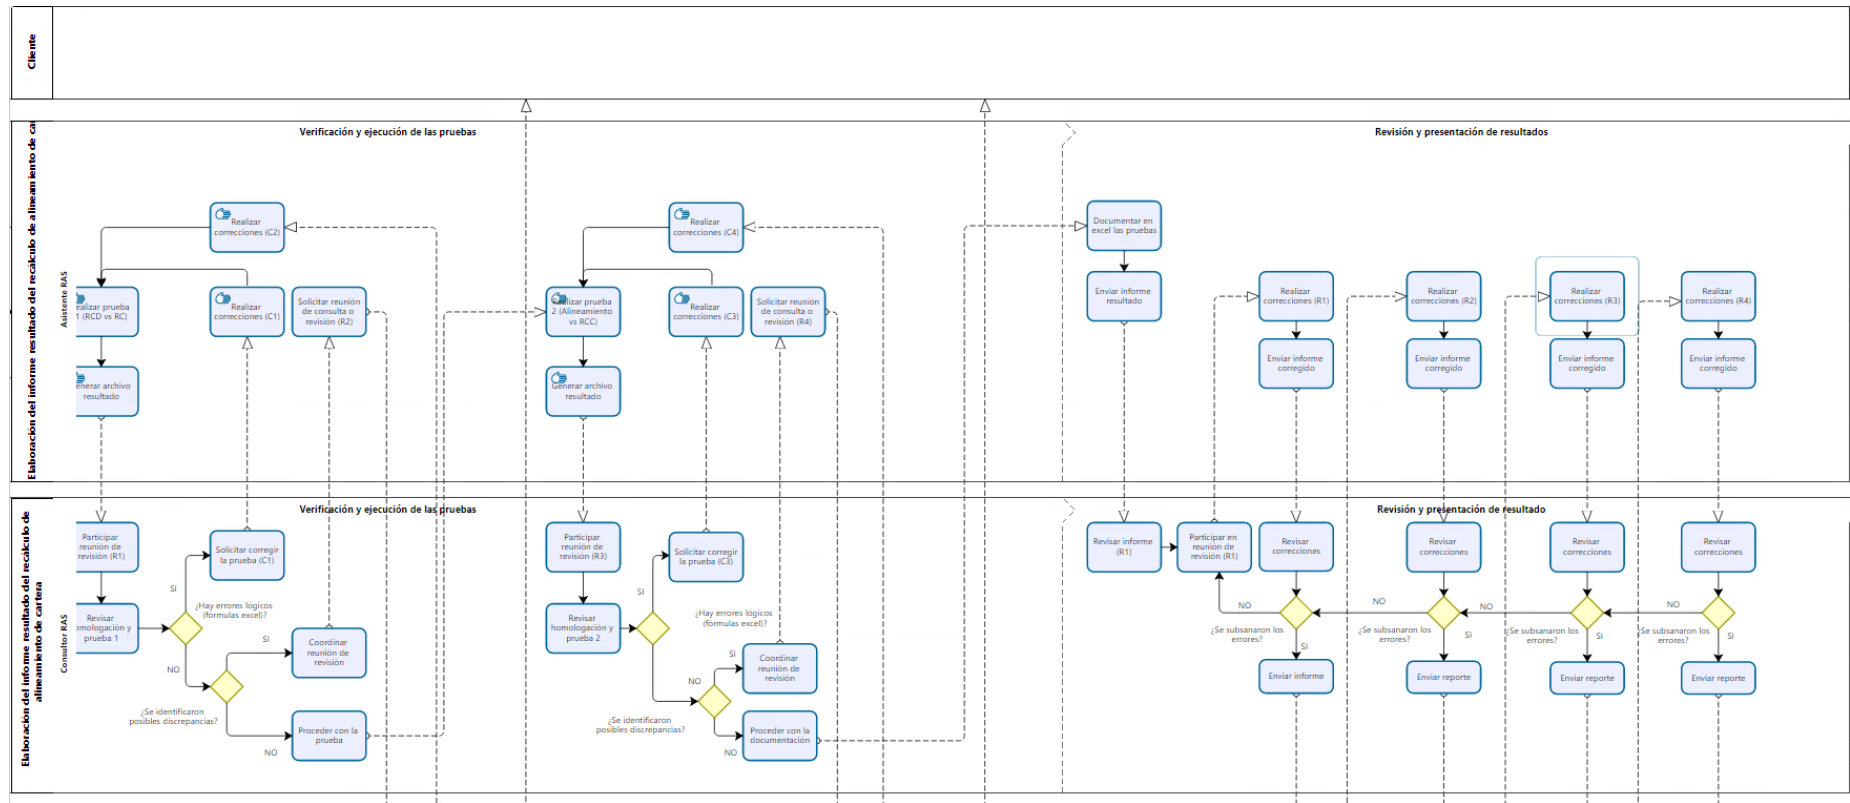 Cliente
Elaboración del informe resultado del recálculo de alineamiento de car
Asistente RAS
Verificación y ejecución de las pruebas
Revisión y presentación de resultados
Realizar
correcciones (C2)
Realizar
correcciones (C4)
Documentar en
excel las pruebas
ealizar prueba
1 (RCD vs RC)
Realizar
correcciones (C1)
Solicitar reunión
de consulta o
revisión (R2)
Realizar prueba
2 (Alineamiento
vs RCC)
Realizar
correcciones (C3)
Solicitar reunión
de consulta o
revisión (R4)
Enviar informe
resultado
Realizar
correcciones (R1)
Realizar
correcciones (R2)
Realizar
correcciones (R3)
Realizar
correcciones (R4)
enerar archivo
resultado
Generar archivo
resultado
Enviar informe
corregido
Enviar informe
corregido
Enviar informe
corregido
Enviar informe
corregido
Elaboración del informe resultado del recálculo de
alineamiento de cartera
Consultor RAS
Verificación y ejecución de las pruebas
Revisión y presentación de resultado
Participar
reunión de
revisión (R1)
Solicitar corregir
la prueba (C1)
Participar
reunión de
revisión (R3)
Solicitar corregir
la prueba (C3)
Revisar informe
(R1)
Participar en
reunión de
revisión (R1)
Revisar
correcciones
Revisar
correcciones
Revisar
correcciones
Revisar
correcciones
SI
SI
Revisar
homologación y
prueba 1
¿Hay errores lógicos
(fórmulas excel)?
Revisar
homologación y
prueba 2
¿Hay errores lógicos
(fórmulas excel)?
NO
NO
NO
NO
¿Se subsanaron los
errores?
¿Se subsanaron los
errores?
¿Se subsanaron los
errores?
¿Se subsanaron los
errores?
SI
SI
SI
SI
SI
Coordinar
reunión de
revisión
NO
SI
Coordinar
reunión de
revisión
NO
Enviar informe
Enviar reporte
Enviar reporte
Enviar reporte
¿Se identificaron
posibles discrepancias?
Proceder con la
prueba
NO
¿Se identificaron
posibles discrepancias?
Proceder con la
documentación
NO